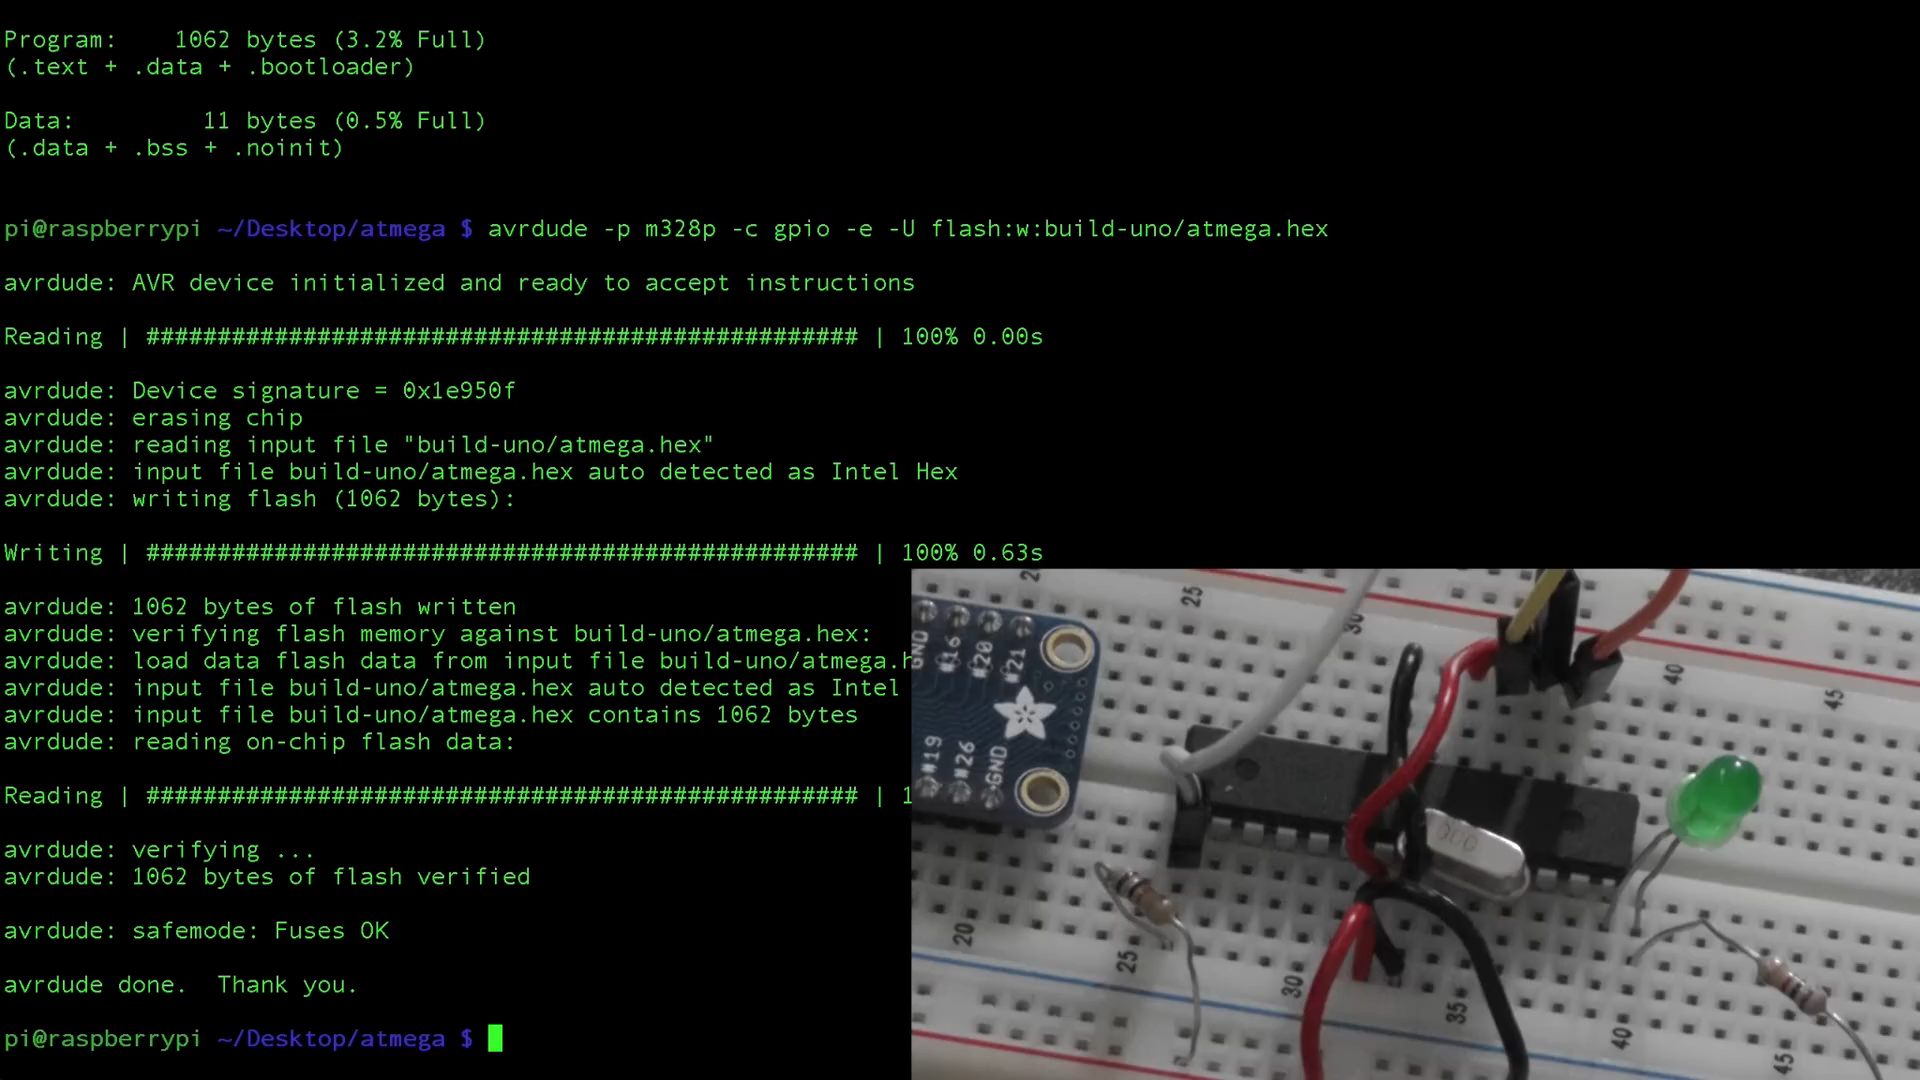 Program:    1062 bytes (3.2% Full)
(.text + .data + .bootloader)
Data:         11 bytes (0.5% Full)
(.data + .bss + .noinit)
pi@raspberrypi ~/Desktop/atmega $ avrdude -p m328p -c gpio -e -U flash:w:build-uno/atmega.hex
avrdude: AVR device initialized and ready to accept instructions
Reading | ################################################## | 100% 0.00s
avrdude: Device signature = 0x1e950f
avrdude: erasing chip
avrdude: reading input file "build-uno/atmega.hex"
avrdude: input file build-uno/atmega.hex auto detected as Intel Hex
avrdude: writing flash (1062 bytes):
Writing | ################################################## | 100% 0.63s
avrdude: 1062 bytes of flash written
avrdude: verifying flash memory against build-uno/atmega.hex:
avrdude: load data flash data from input file build-uno/atmega.h
avrdude: input file build-uno/atmega.hex auto detected as Intel
avrdude: input file build-uno/atmega.hex contains 1062 bytes
avrdude: reading on-chip flash data:
Reading | ################################################## | 1
avrdude: verifying ...
avrdude: 1062 bytes of flash verified
avrdude: safemode: Fuses OK
avrdude done.  Thank you.
pi@raspberrypi ~/Desktop/atmega $
25
30
40
45
GND
#16
#20
#21
#19
#26
GND
20
25
30
35
40
45